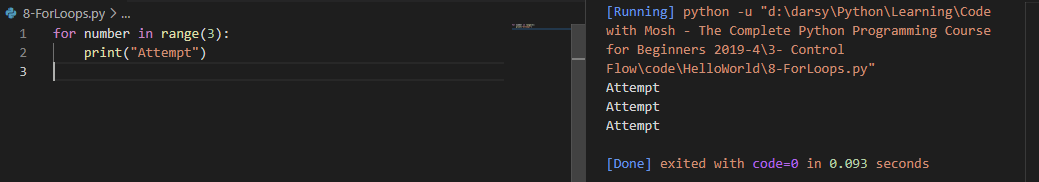 8-ForLoops.py > ...
1 for number in range(3):
2     print("Attempt")
3
[Running] python -u "d:\darsy\Python\Learning\Code
with Mosh - The Complete Python Programming Course
for Beginners 2019-4\3- Control
Flow\code\HelloWorld\8-ForLoops.py"
Attempt
Attempt
Attempt
[Done] exited with code=0 in 0.093 seconds